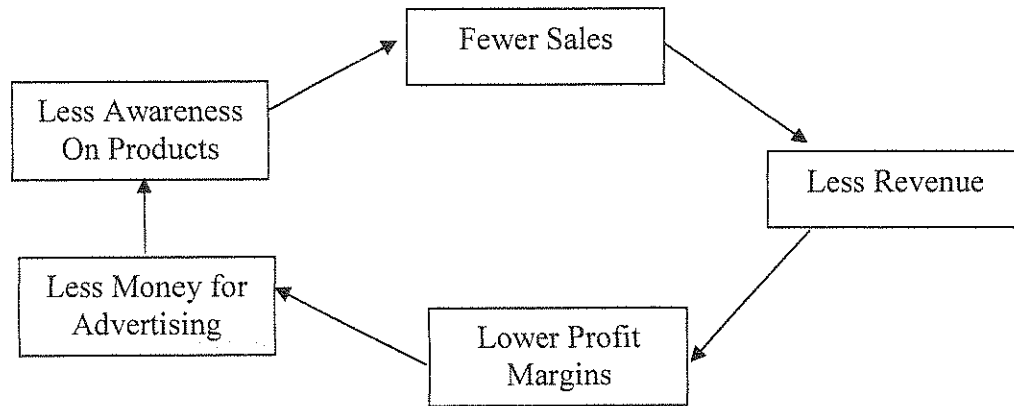 Fewer Sales
Less Awareness
On Products
Less Revenue
Less Money for
Advertising
Lower Profit
Margins